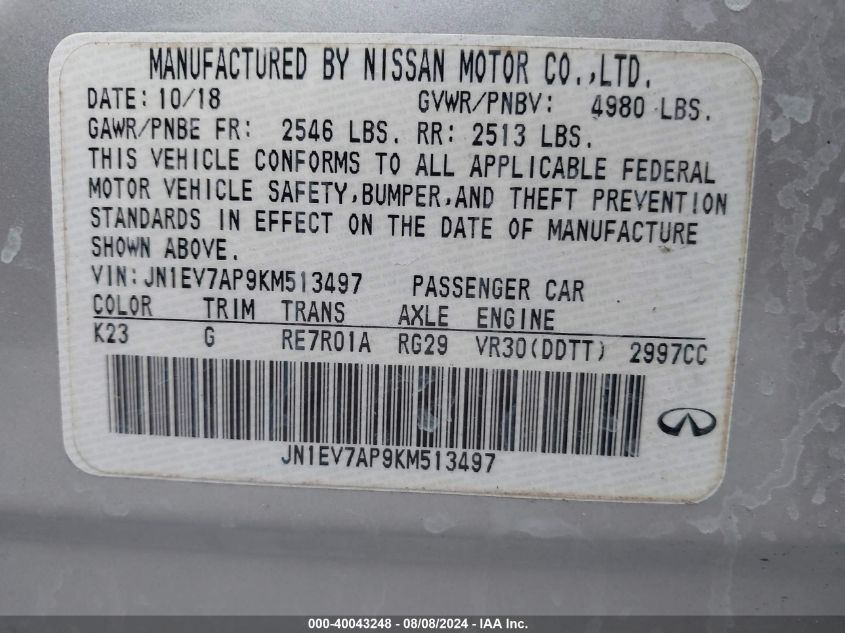 MANUFACTURED BY NISSAN MOTOR CO.,LTD.
DATE: 10/18 GVWR/PNBV: 4980 LBS.
GAWR/PNBE FR: 2546 LBS. RR: 2513 LBS.
THIS VEHICLE CONFORMS TO ALL APPLICABLE FEDERAL
MOTOR VEHICLE SAFETY,BUMPER,AND THEFT PREVENTION
STANDARDS IN EFFECT ON THE DATE OF MANUFACTURE
SHOWN ABOVE.
VIN:JN1EV7AP9KM513497 PASSENGER CAR
COLOR TRIM TRANS AXLE ENGINE
K23 G RE7R01A RG29 VR30(DDTT) 2997CC
JN1EV7AP9KM513497
000-40043248 - 08/08/2024 - IAA Inc.